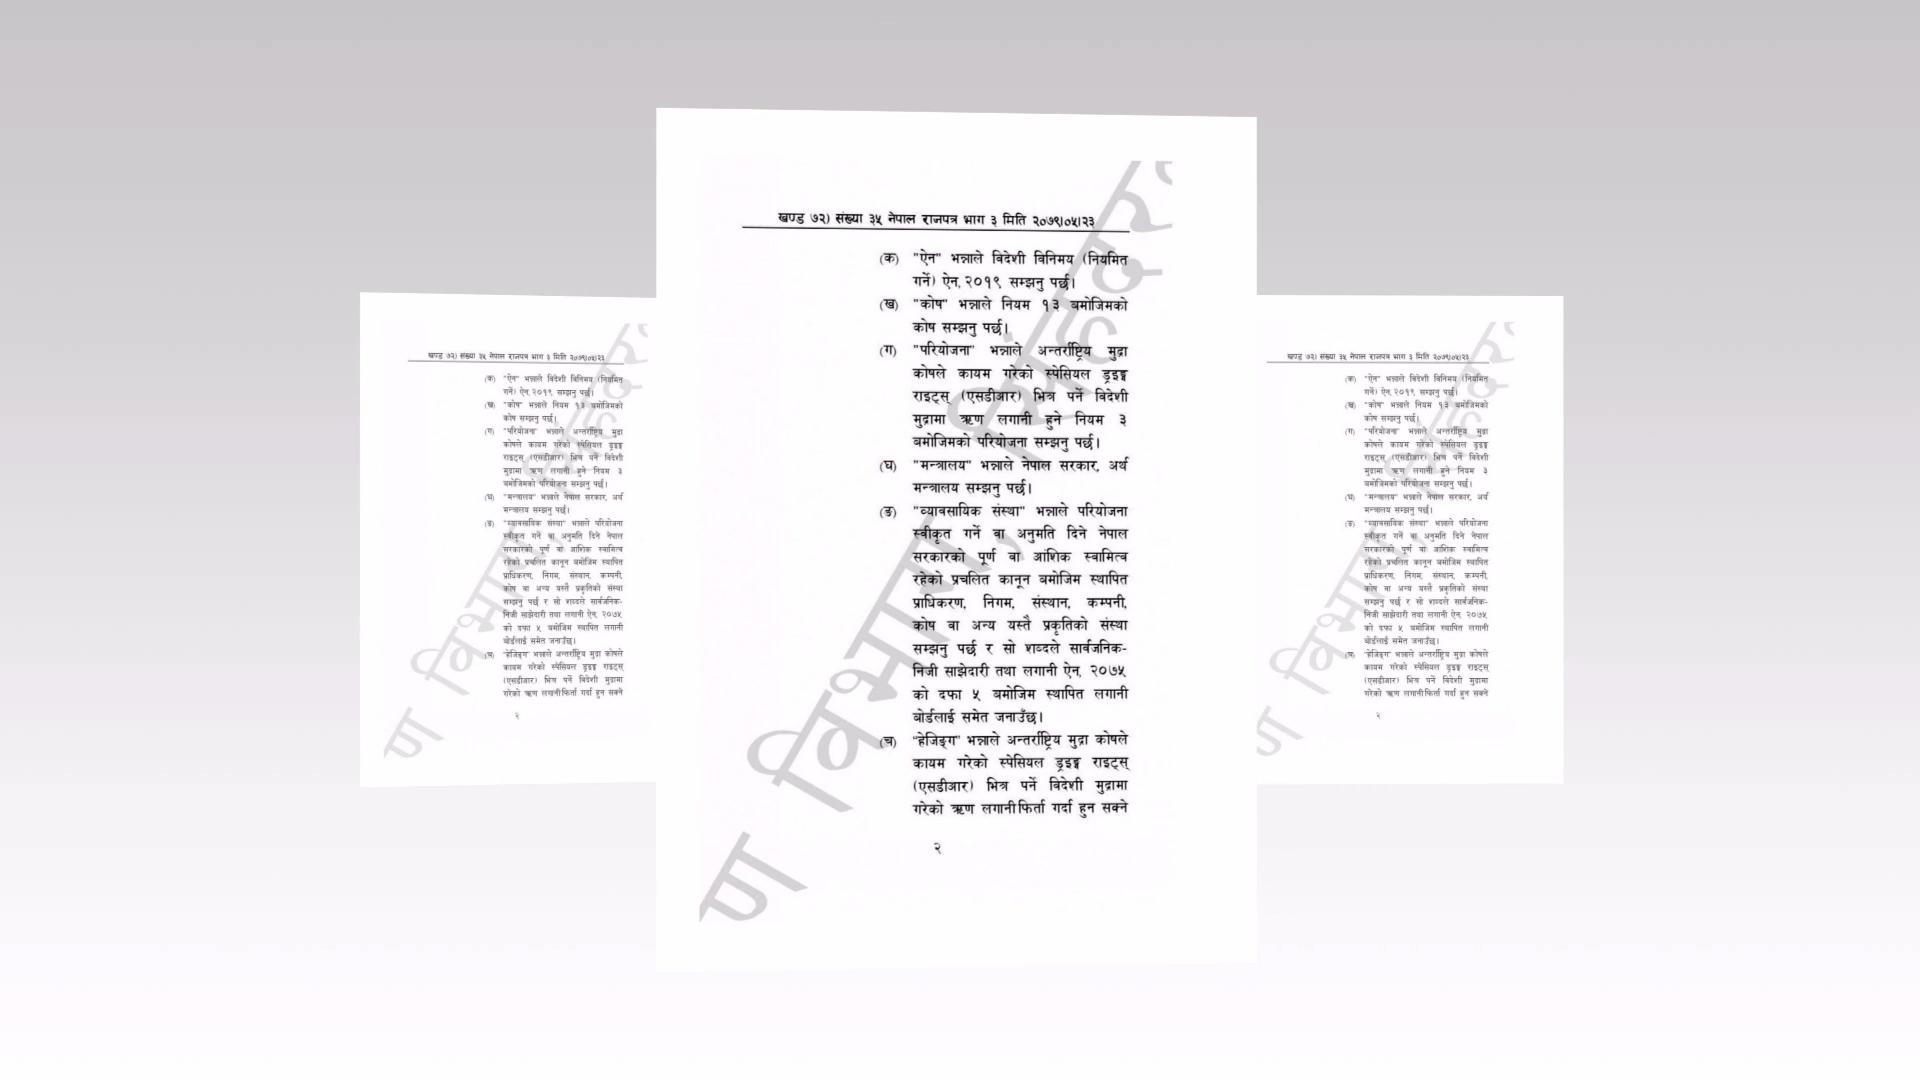 खण्ड ७२) संख्या ३५ नेपाल राजपत्र भाग ३ मिति २०७९।०५।२३
(क) "ऐन" भन्नाले विदेशी विनिमय (नियमित
गर्ने) ऐन, २०१९ सम्झनु पर्छ।
(ख) "कोष" भन्नाले नियम १३ बमोजिमको
कोष सम्झनु पर्छ।
(ग) "परियोजना" भन्नाले अन्तर्राष्ट्रिय मुद्रा
कोषले कायम गरेको स्पेसियल ड्रइङ्ग
राइट्स् (एसडीआर) भित्र पर्ने विदेशी
मुद्रामा ऋण लगानी हुने नियम ३
बमोजिमको परियोजना सम्झनु पर्छ।
(घ) "मन्त्रालय" भन्नाले नेपाल सरकार, अर्थ
मन्त्रालय सम्झनु पर्छ।
(ङ) "व्यावसायिक संस्था" भन्नाले परियोजना
स्वीकृत गर्ने वा अनुमति दिने नेपाल
सरकारको पूर्ण वा आंशिक स्वामित्व
रहेको प्रचलित कानून बमोजिम स्थापित
प्राधिकरण, निगम, संस्थान, कम्पनी,
कोष वा अन्य यस्तै प्रकृतिको संस्था
सम्झनु पर्छ र सो शब्दले सार्वजनिक-
निजी साझेदारी तथा लगानी ऐन, २०७५
को दफा ५ बमोजिम स्थापित लगानी
बोर्डलाई समेत जनाउँछ।
(च) "हेजिङ्ग" भन्नाले अन्तर्राष्ट्रिय मुद्रा कोषले
कायम गरेको स्पेसियल ड्रइङ्ग राइट्स्
(एसडीआर) भित्र पर्ने विदेशी मुद्रामा
गरेको ऋण लगानी फिर्ता गर्दा हुन सक्ने
२